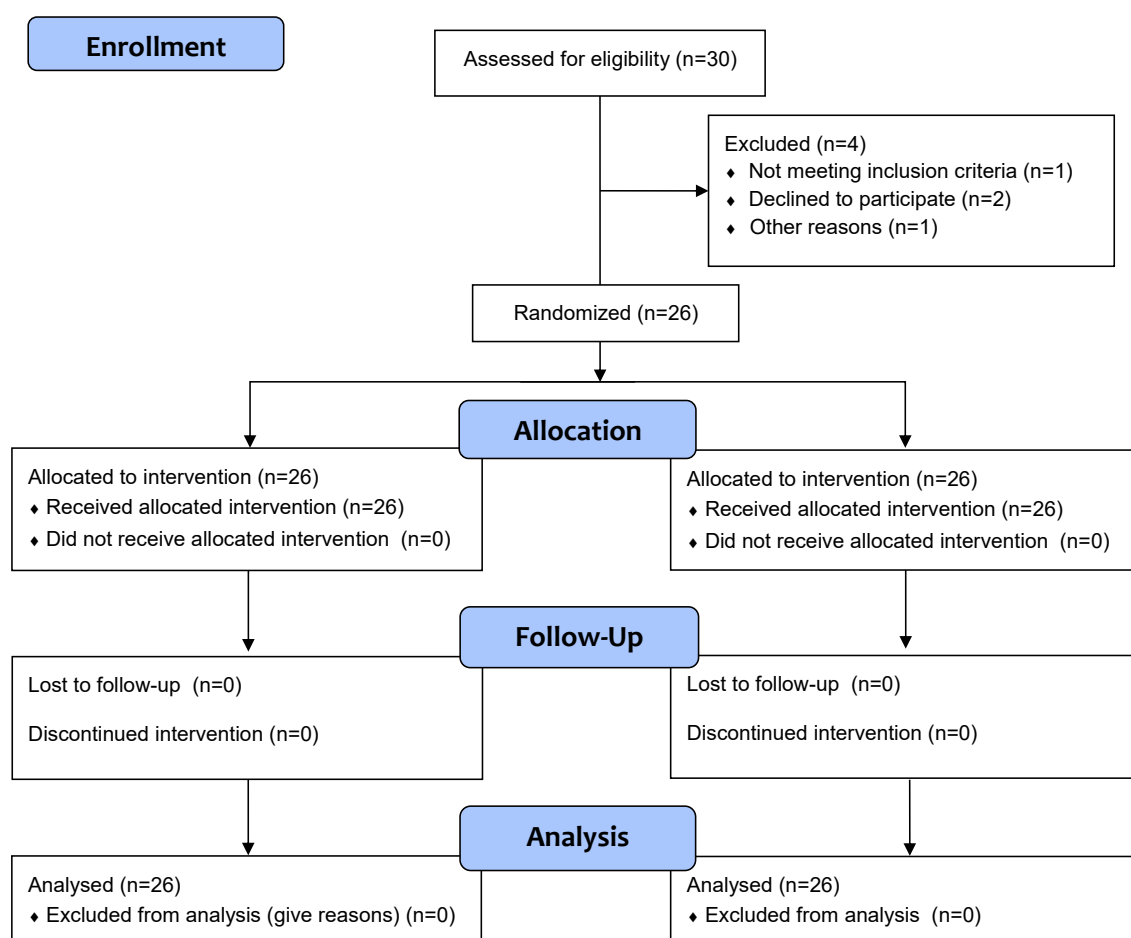 Enrollment
Assessed for eligibility (n=30)
Excluded (n=4)
♦ Not meeting inclusion criteria (n=1)
♦ Declined to participate (n=2)
♦ Other reasons (n=1)
Randomized (n=26)
Allocation
Allocated to intervention (n=26)
♦ Received allocated intervention (n=26)
♦ Did not receive allocated intervention (n=0)
Allocated to intervention (n=26)
♦ Received allocated intervention (n=26)
♦ Did not receive allocated intervention (n=0)
Follow-Up
Lost to follow-up (n=0)
Discontinued intervention (n=0)
Lost to follow-up (n=0)
Discontinued intervention (n=0)
Analysis
Analysed (n=26)
♦ Excluded from analysis (give reasons) (n=0)
Analysed (n=26)
♦ Excluded from analysis (n=0)